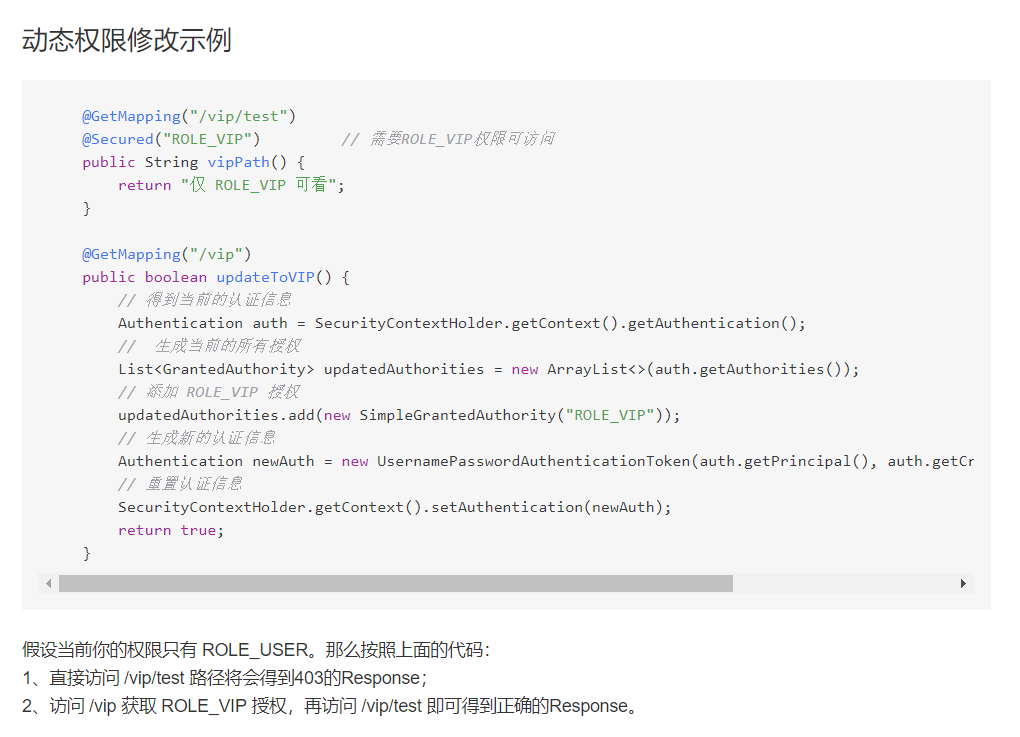 动态权限修改示例
@GetMapping("/vip/test")
@Secured("ROLE_VIP")         // 需要ROLE_VIP权限可访问
public String vipPath() {
    return "仅 ROLE_VIP 可看";
}
@GetMapping("/vip")
public boolean updateToVIP() {
    // 得到当前的认证信息
    Authentication auth = SecurityContextHolder.getContext().getAuthentication();
    //  生成当前的所有授权
    List<GrantedAuthority> updatedAuthorities = new ArrayList<>(auth.getAuthorities());
    // 添加 ROLE_VIP 授权
    updatedAuthorities.add(new SimpleGrantedAuthority("ROLE_VIP"));
    // 生成新的认证信息
    Authentication newAuth = new UsernamePasswordAuthenticationToken(auth.getPrincipal(), auth.getCr
    // 重置认证信息
    SecurityContextHolder.getContext().setAuthentication(newAuth);
    return true;
}
假设当前你的权限只有 ROLE_USER。那么按照上面的代码：
1、直接访问 /vip/test 路径将会得到403的Response；
2、访问 /vip 获取 ROLE_VIP 授权，再访问 /vip/test 即可得到正确的Response。